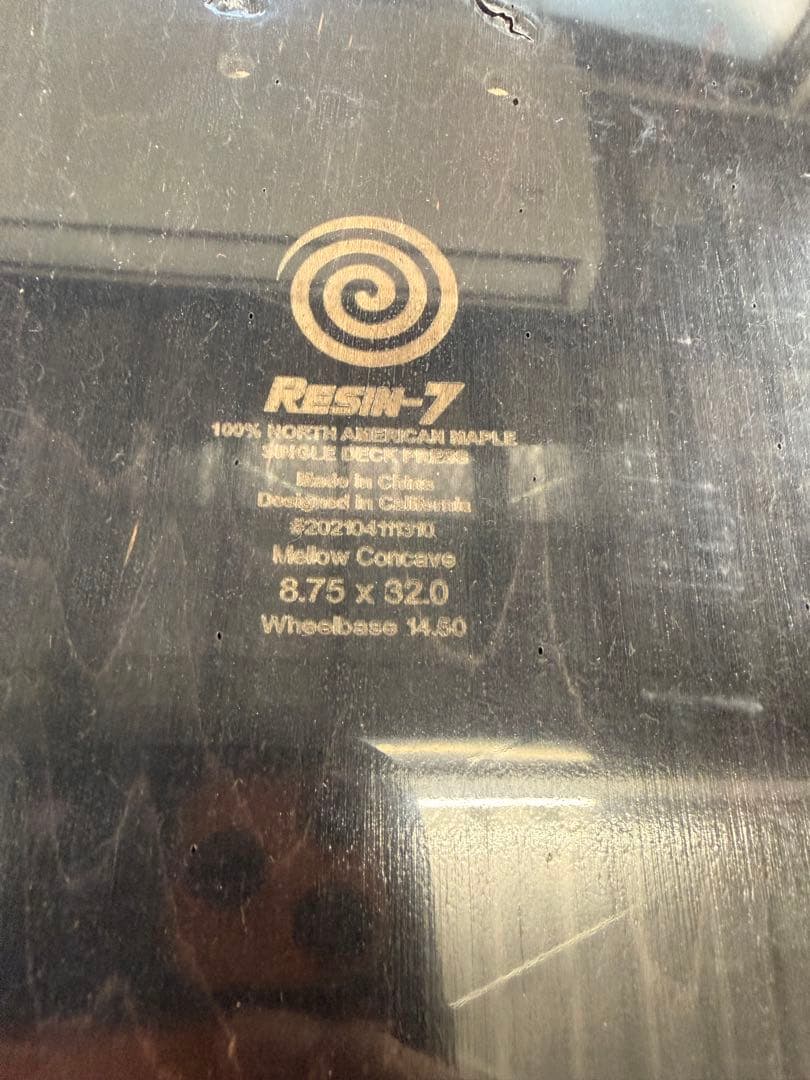 RESIN-7
100% NORTH AMERICAN MAPLE
SINGLE DECK PRESS
Made in China
Designed in California
#202104111310
Mellow Concave
8.75 x 32.0
Wheelbase 14.50